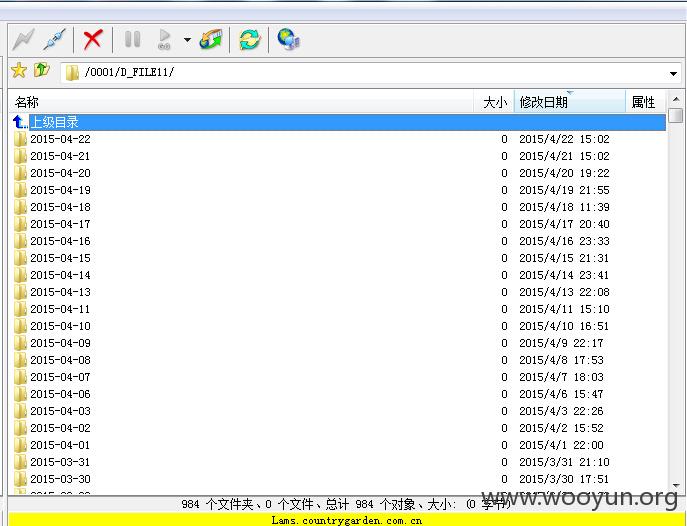 GO
/0001/D_FILE11/
名称 大小 修改日期 属性
上级目录
2015-04-22 0 2015/4/22 15:02
2015-04-21 0 2015/4/21 15:02
2015-04-20 0 2015/4/20 19:22
2015-04-19 0 2015/4/19 21:55
2015-04-18 0 2015/4/18 11:39
2015-04-17 0 2015/4/17 20:40
2015-04-16 0 2015/4/16 23:33
2015-04-15 0 2015/4/15 21:31
2015-04-14 0 2015/4/14 23:41
2015-04-13 0 2015/4/13 22:08
2015-04-11 0 2015/4/11 15:10
2015-04-10 0 2015/4/10 16:51
2015-04-09 0 2015/4/9 22:17
2015-04-08 0 2015/4/8 17:53
2015-04-07 0 2015/4/7 18:03
2015-04-06 0 2015/4/6 15:47
2015-04-03 0 2015/4/3 22:26
2015-04-02 0 2015/4/2 15:52
2015-04-01 0 2015/4/1 22:00
2015-03-31 0 2015/3/31 21:10
2015-03-30 0 2015/3/30 17:51
984 个文件夹、0 个文件、总计 984 个对象、大小: (0 字节)
www.wooyun.org
Lams.countrygarden.com.cn